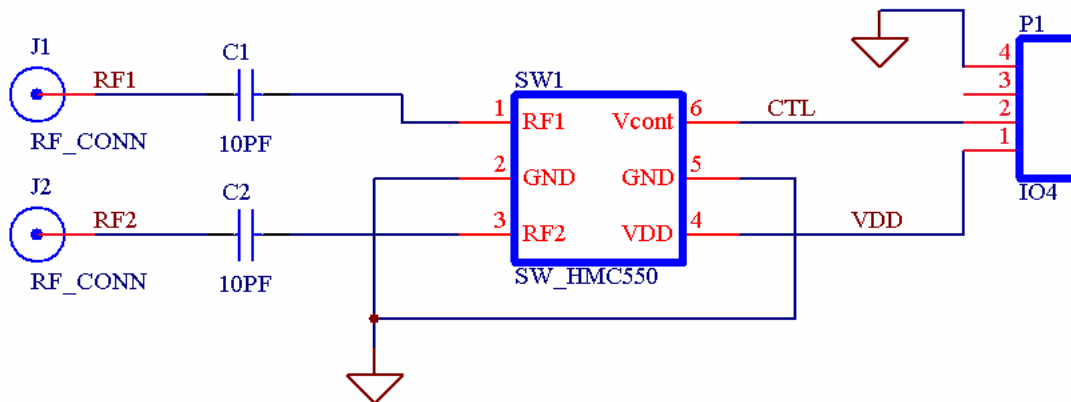 J1
C1
P1
RF1
SW1
4
3
CTL
2
1
1
RF1
Vcont
6
RF_CONN
10PF
2
GND
GND
5
J2
C2
IO4
RF2
3
RF2
VDD
4
VDD
RF_CONN
10PF
SW_HMC550